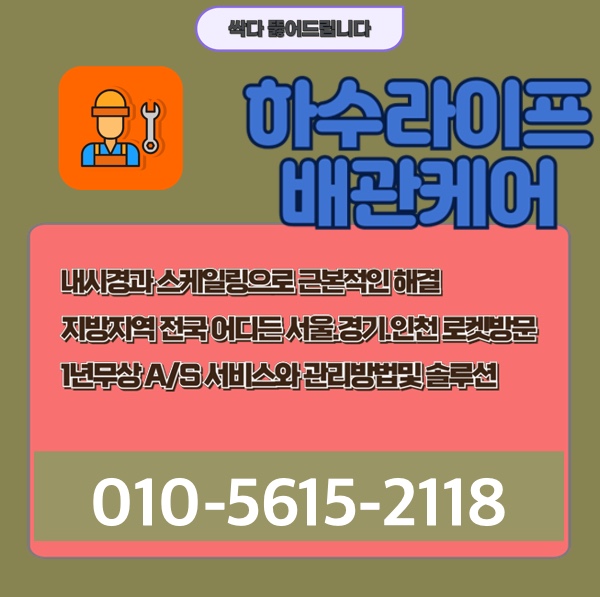 싹다 뚫어드립니다
하수라이프
배관케어
내시경과 스케일링으로 근본적인 해결
지방지역 전국 어디든 서울.경기.인천 로켓방문
1년무상 A/S 서비스와 관리방법및 솔루션
010-5615-2118